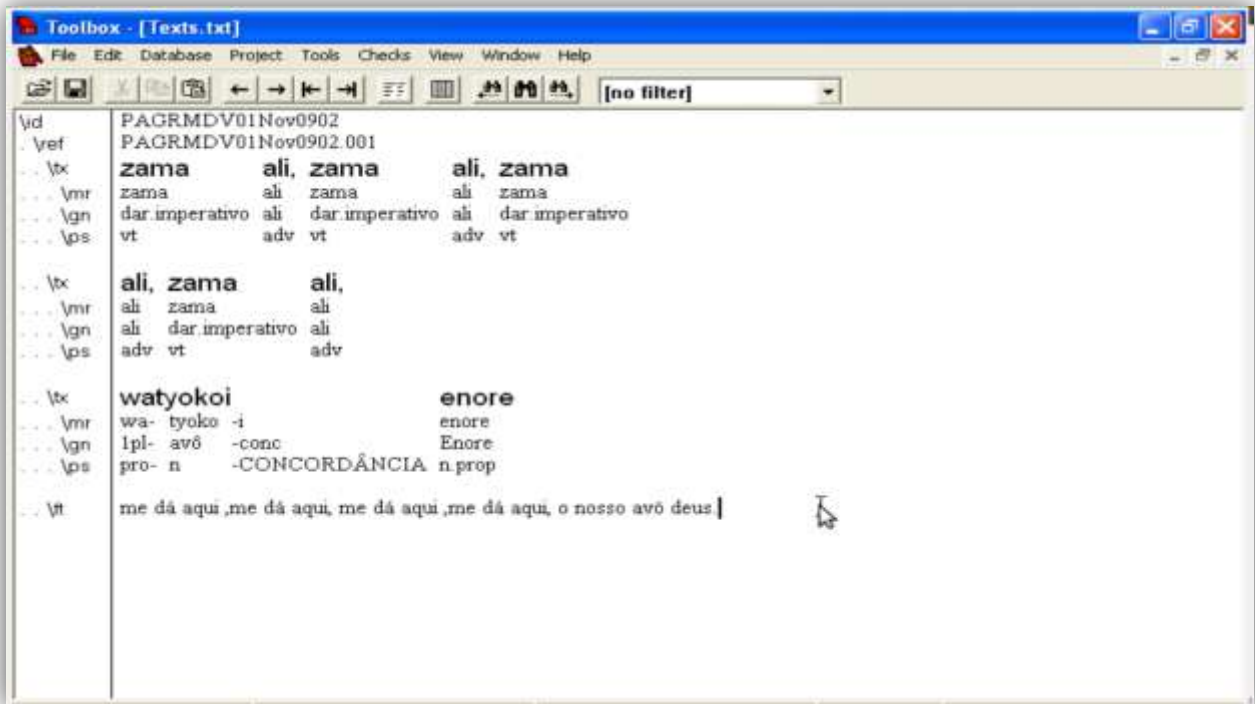 Toolbox - [Texts.txt]
File Edit Database Project Tools Checks View Window Help
[no filter]
\id PAGRMDV01Nov0902
\ref PAGRMDV01Nov0902.001
\tx zama ali, zama ali, zama
\mr zama ali zama ali zama
\gn dar.imperativo ali dar.imperativo ali dar.imperativo
\ps vt adv vt adv vt
\tx ali, zama ali,
\mr ali zama ali
\gn ali dar.imperativo ali
\ps adv vt adv
\tx watyokoi enore
\mr wa- tyoko -i enore
\gn 1pl- avô -conc Enore
\ps pro- n -CONCORDÂNCIA n.prop
\ft me dá aqui ,me dá aqui, me dá aqui ,me dá aqui, o nosso avô deus.